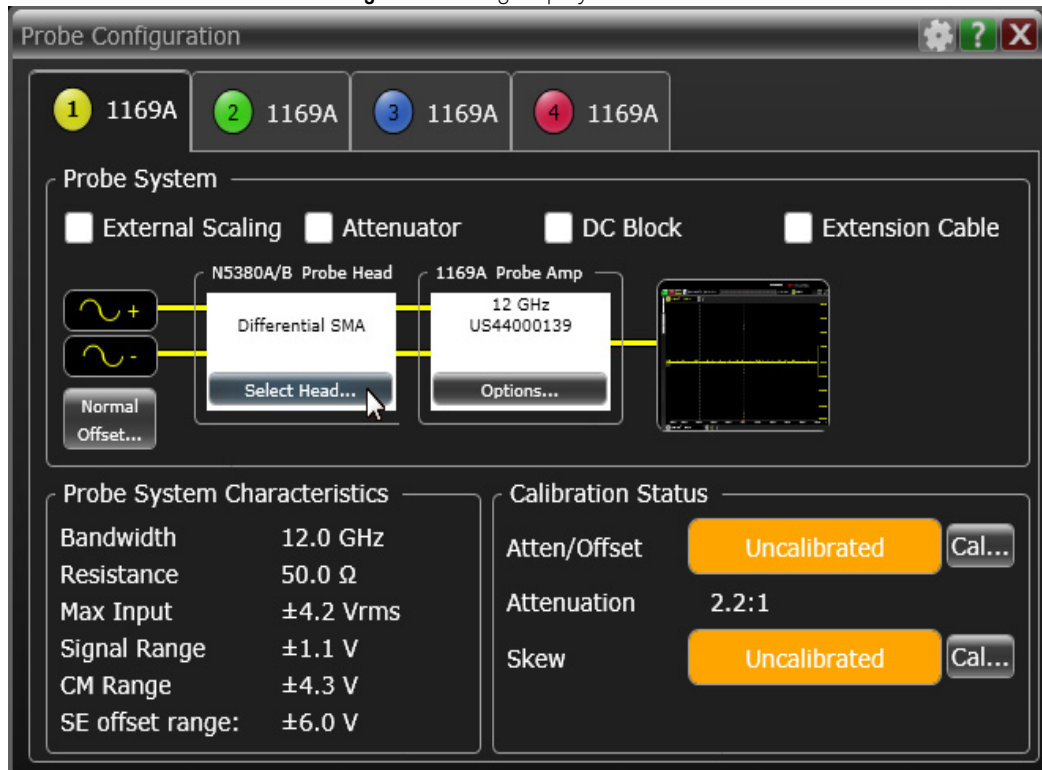 Probe Configuration ? X
1 1169A 2 1169A 3 1169A 4 1169A
Probe System
External Scaling Attenuator DC Block Extension Cable
N5380A/B Probe Head 1169A Probe Amp
+ Differential SMA 12 GHz
US44000139
-
Select Head... Options...
Normal
Offset...
Probe System Characteristics Calibration Status
Bandwidth 12.0 GHz Atten/Offset Uncalibrated Cal...
Resistance 50.0 Ω
Max Input ±4.2 Vrms Attenuation 2.2:1
Signal Range ±1.1 V
Skew Uncalibrated Cal...
CM Range ±4.3 V
SE offset range: ±6.0 V